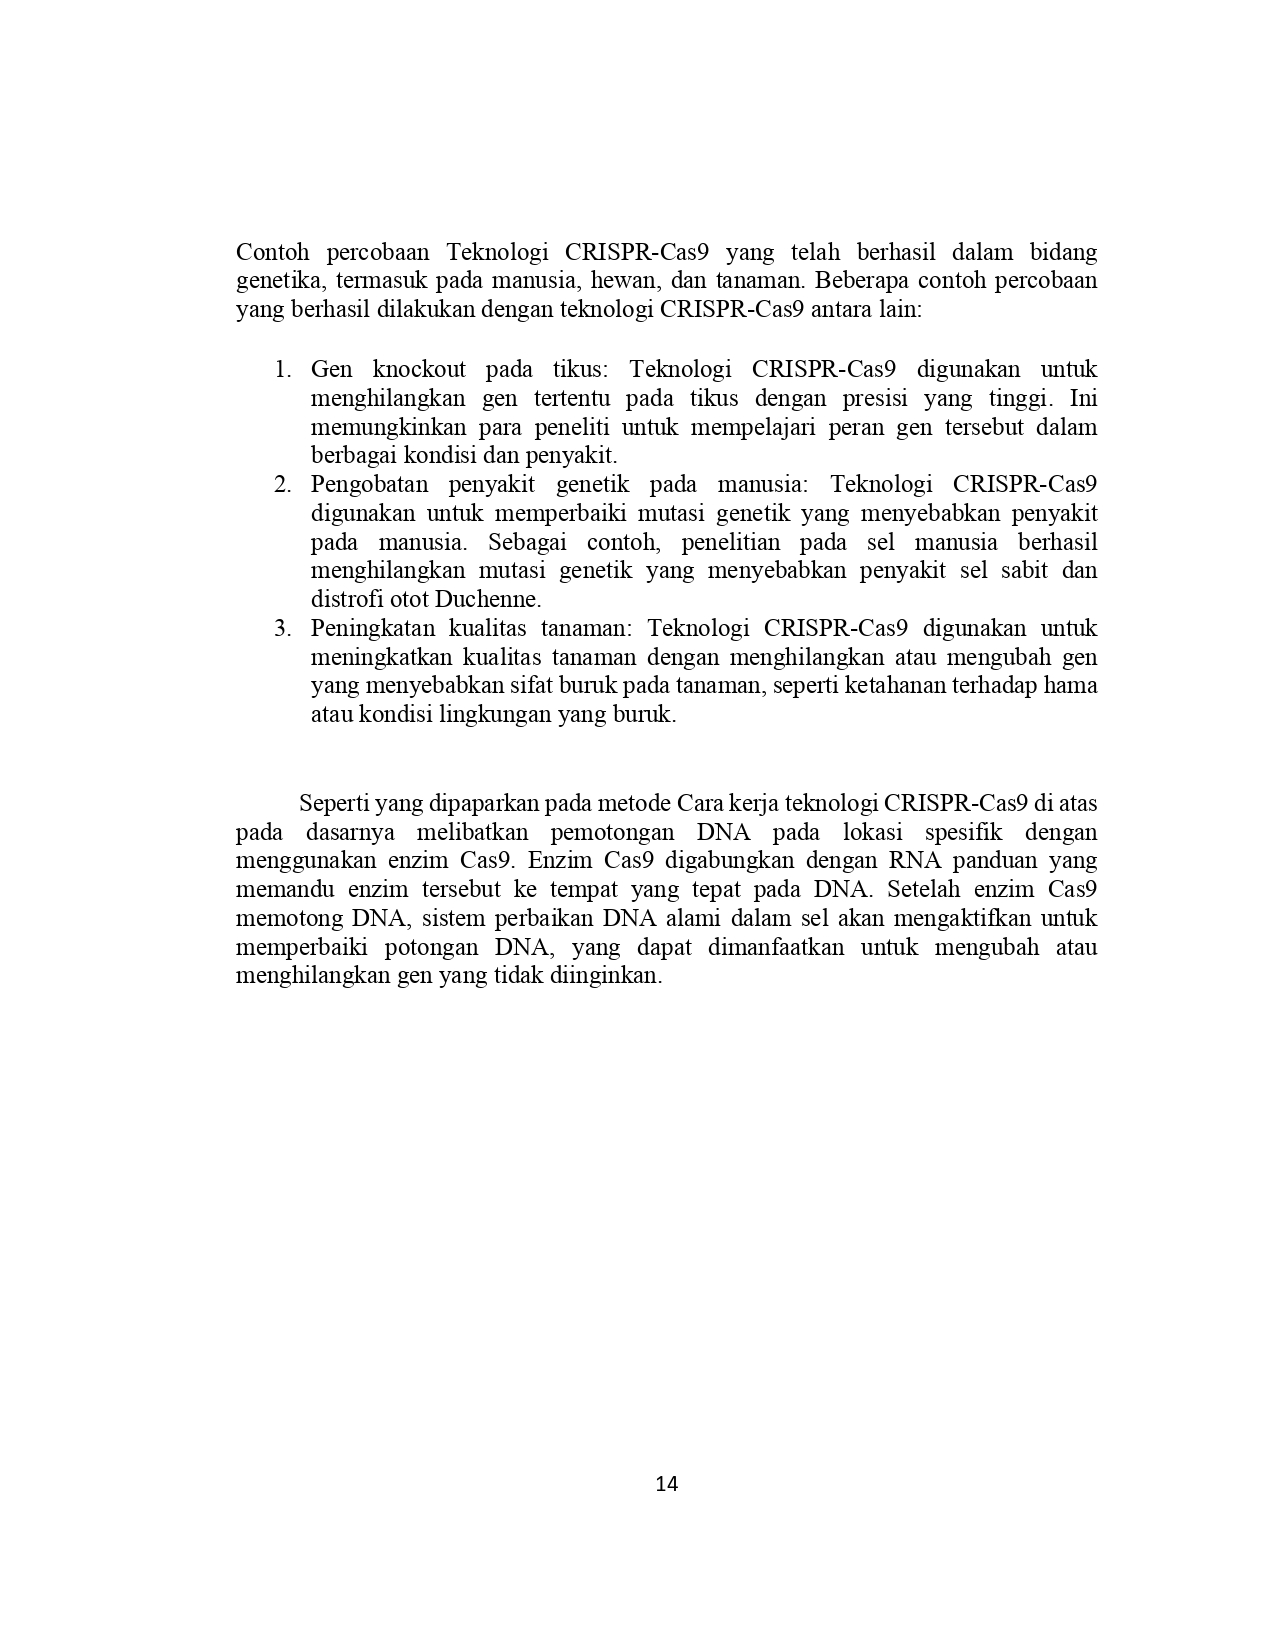 Contoh percobaan Teknologi CRISPR-Cas9 yang telah berhasil dalam bidang
genetika, termasuk pada manusia, hewan, dan tanaman. Beberapa contoh percobaan
yang berhasil dilakukan dengan teknologi CRISPR-Cas9 antara lain:
1. Gen knockout pada tikus: Teknologi CRISPR-Cas9 digunakan untuk
menghilangkan gen tertentu pada tikus dengan presisi yang tinggi. Ini
memungkinkan para peneliti untuk mempelajari peran gen tersebut dalam
berbagai kondisi dan penyakit.
2. Pengobatan penyakit genetik pada manusia: Teknologi CRISPR-Cas9
digunakan untuk memperbaiki mutasi genetik yang menyebabkan penyakit
pada manusia. Sebagai contoh, penelitian pada sel manusia berhasil
menghilangkan mutasi genetik yang menyebabkan penyakit sel sabit dan
distrofi otot Duchenne.
3. Peningkatan kualitas tanaman: Teknologi CRISPR-Cas9 digunakan untuk
meningkatkan kualitas tanaman dengan menghilangkan atau mengubah gen
yang menyebabkan sifat buruk pada tanaman, seperti ketahanan terhadap hama
atau kondisi lingkungan yang buruk.
Seperti yang dipaparkan pada metode Cara kerja teknologi CRISPR-Cas9 di atas
pada dasarnya melibatkan pemotongan DNA pada lokasi spesifik dengan
menggunakan enzim Cas9. Enzim Cas9 digabungkan dengan RNA panduan yang
memandu enzim tersebut ke tempat yang tepat pada DNA. Setelah enzim Cas9
memotong DNA, sistem perbaikan DNA alami dalam sel akan mengaktifkan untuk
memperbaiki potongan DNA, yang dapat dimanfaatkan untuk mengubah atau
menghilangkan gen yang tidak diinginkan.
14